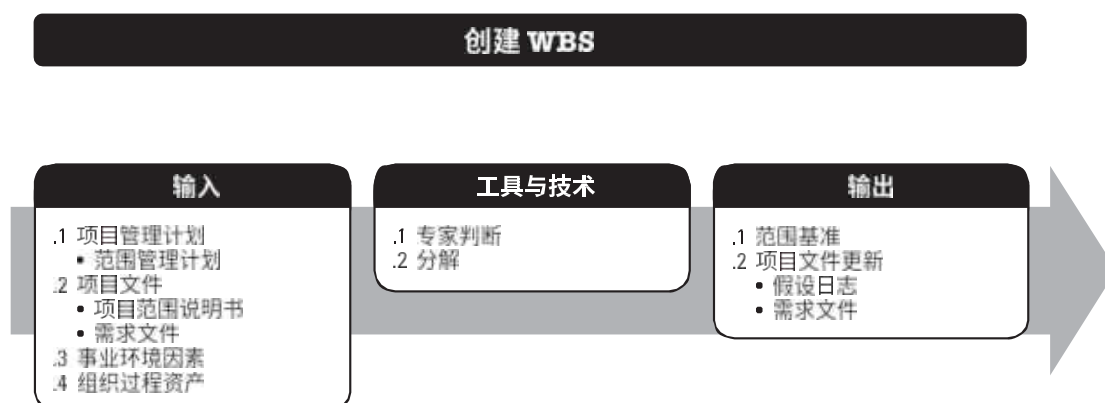 创建 WBS
输入
.1 项目管理计划
• 范围管理计划
.2 项目文件
• 项目范围说明书
• 需求文件
.3 事业环境因素
.4 组织过程资产
工具与技术
.1 专家判断
.2 分解
输出
.1 范围基准
.2 项目文件更新
• 假设日志
• 需求文件